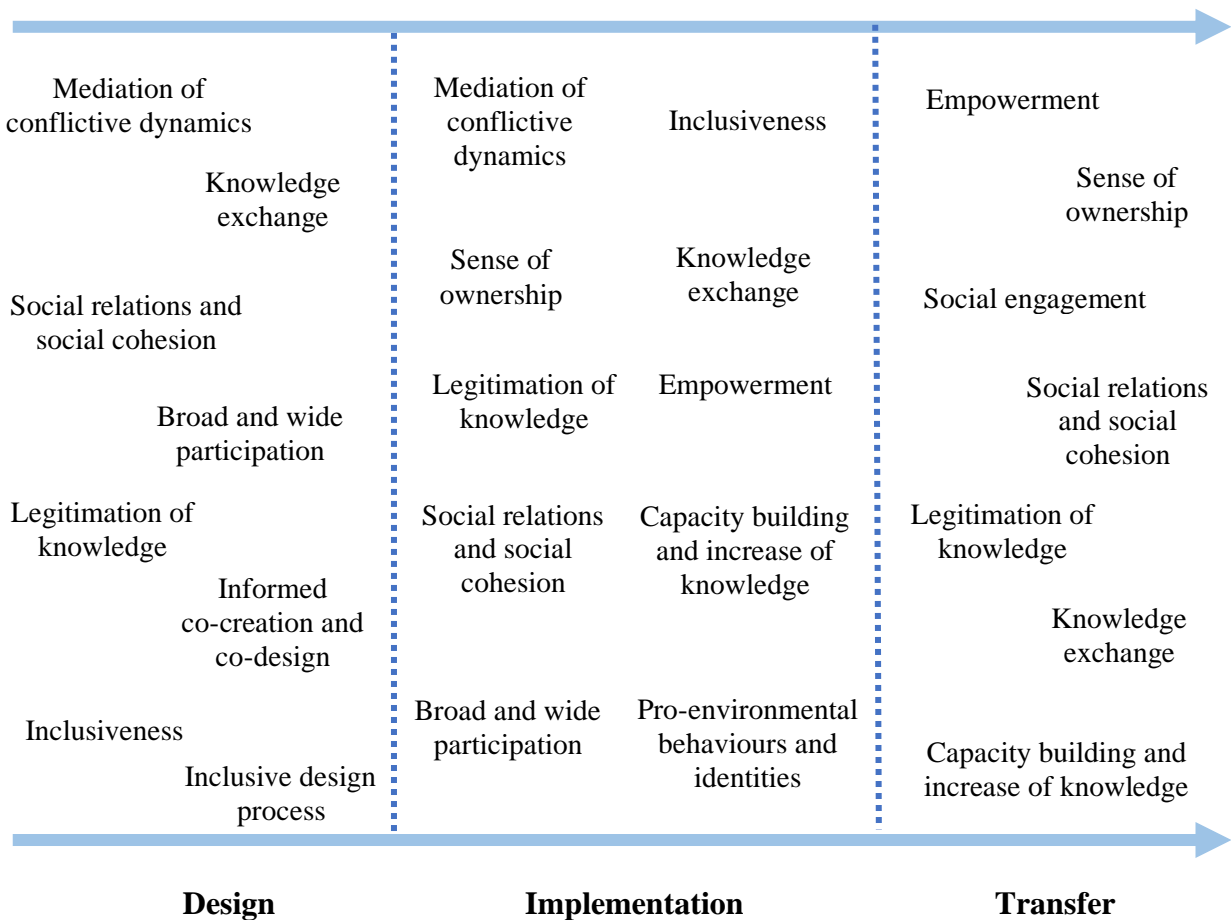 Mediation of
conflictive dynamics
Knowledge
exchange
Social relations and
social cohesion
Broad and wide
participation
Legitimation of
knowledge
Informed
co-creation and
co-design
Inclusiveness
Inclusive design
process
Mediation of
conflictive
dynamics
Inclusiveness
Sense of
ownership
Knowledge
exchange
Legitimation of
knowledge
Empowerment
Social relations
and social
cohesion
Capacity building
and increase of
knowledge
Broad and wide
participation
Pro-environmental
behaviours and
identities
Empowerment
Sense of
ownership
Social engagement
Social relations
and social
cohesion
Legitimation of
knowledge
Knowledge
exchange
Capacity building and
increase of knowledge
Design
Implementation
Transfer